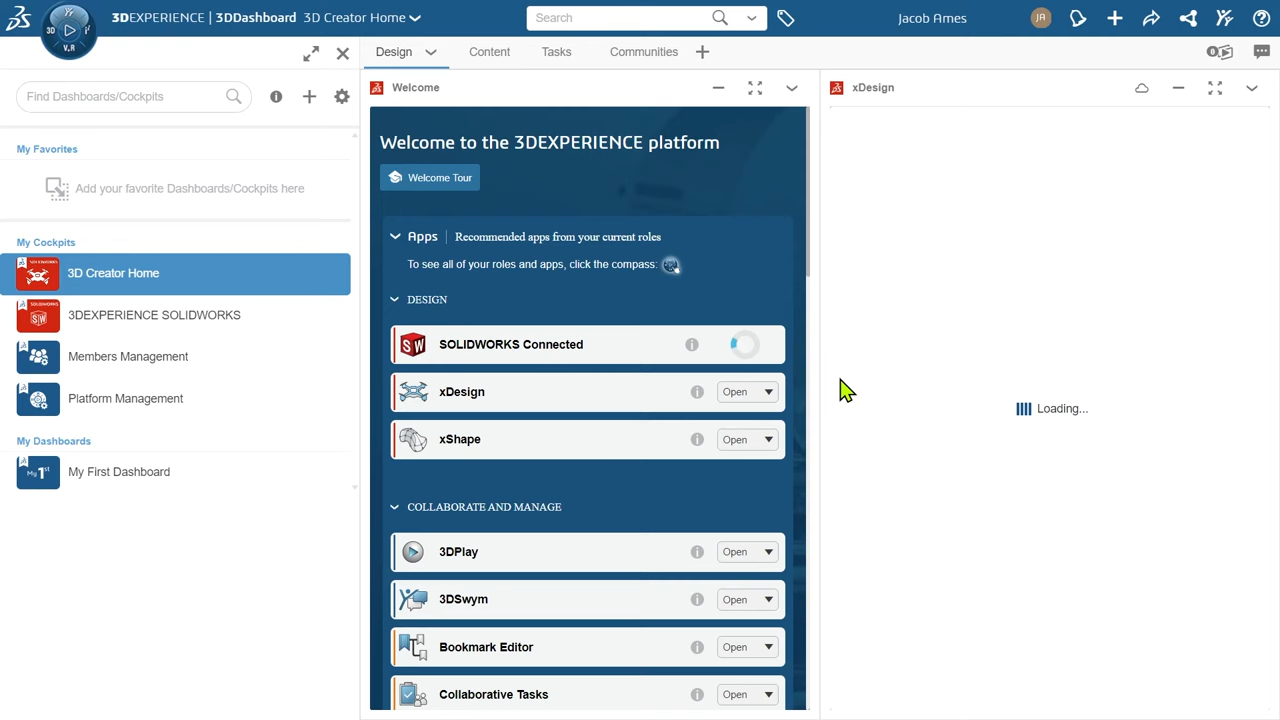 3DEXPERIENCE | 3DDashboard 3D Creator Home
Search
Jacob Ames
JA
3D
V,R
Find Dashboards/Cockpits
My Favorites
Add your favorite Dashboards/Cockpits here
My Cockpits
3D Creator Home
3DEXPERIENCE SOLIDWORKS
Members Management
Platform Management
My Dashboards
My 1st
My First Dashboard
Design
Content
Tasks
Communities
Welcome
Welcome to the 3DEXPERIENCE platform
Welcome Tour
Apps | Recommended apps from your current roles
To see all of your roles and apps, click the compass:
DESIGN
SOLIDWORKS Connected
xDesign Open
xShape Open
COLLABORATE AND MANAGE
3DPlay Open
3DSwym Open
Bookmark Editor Open
Collaborative Tasks Open
xDesign
Loading...